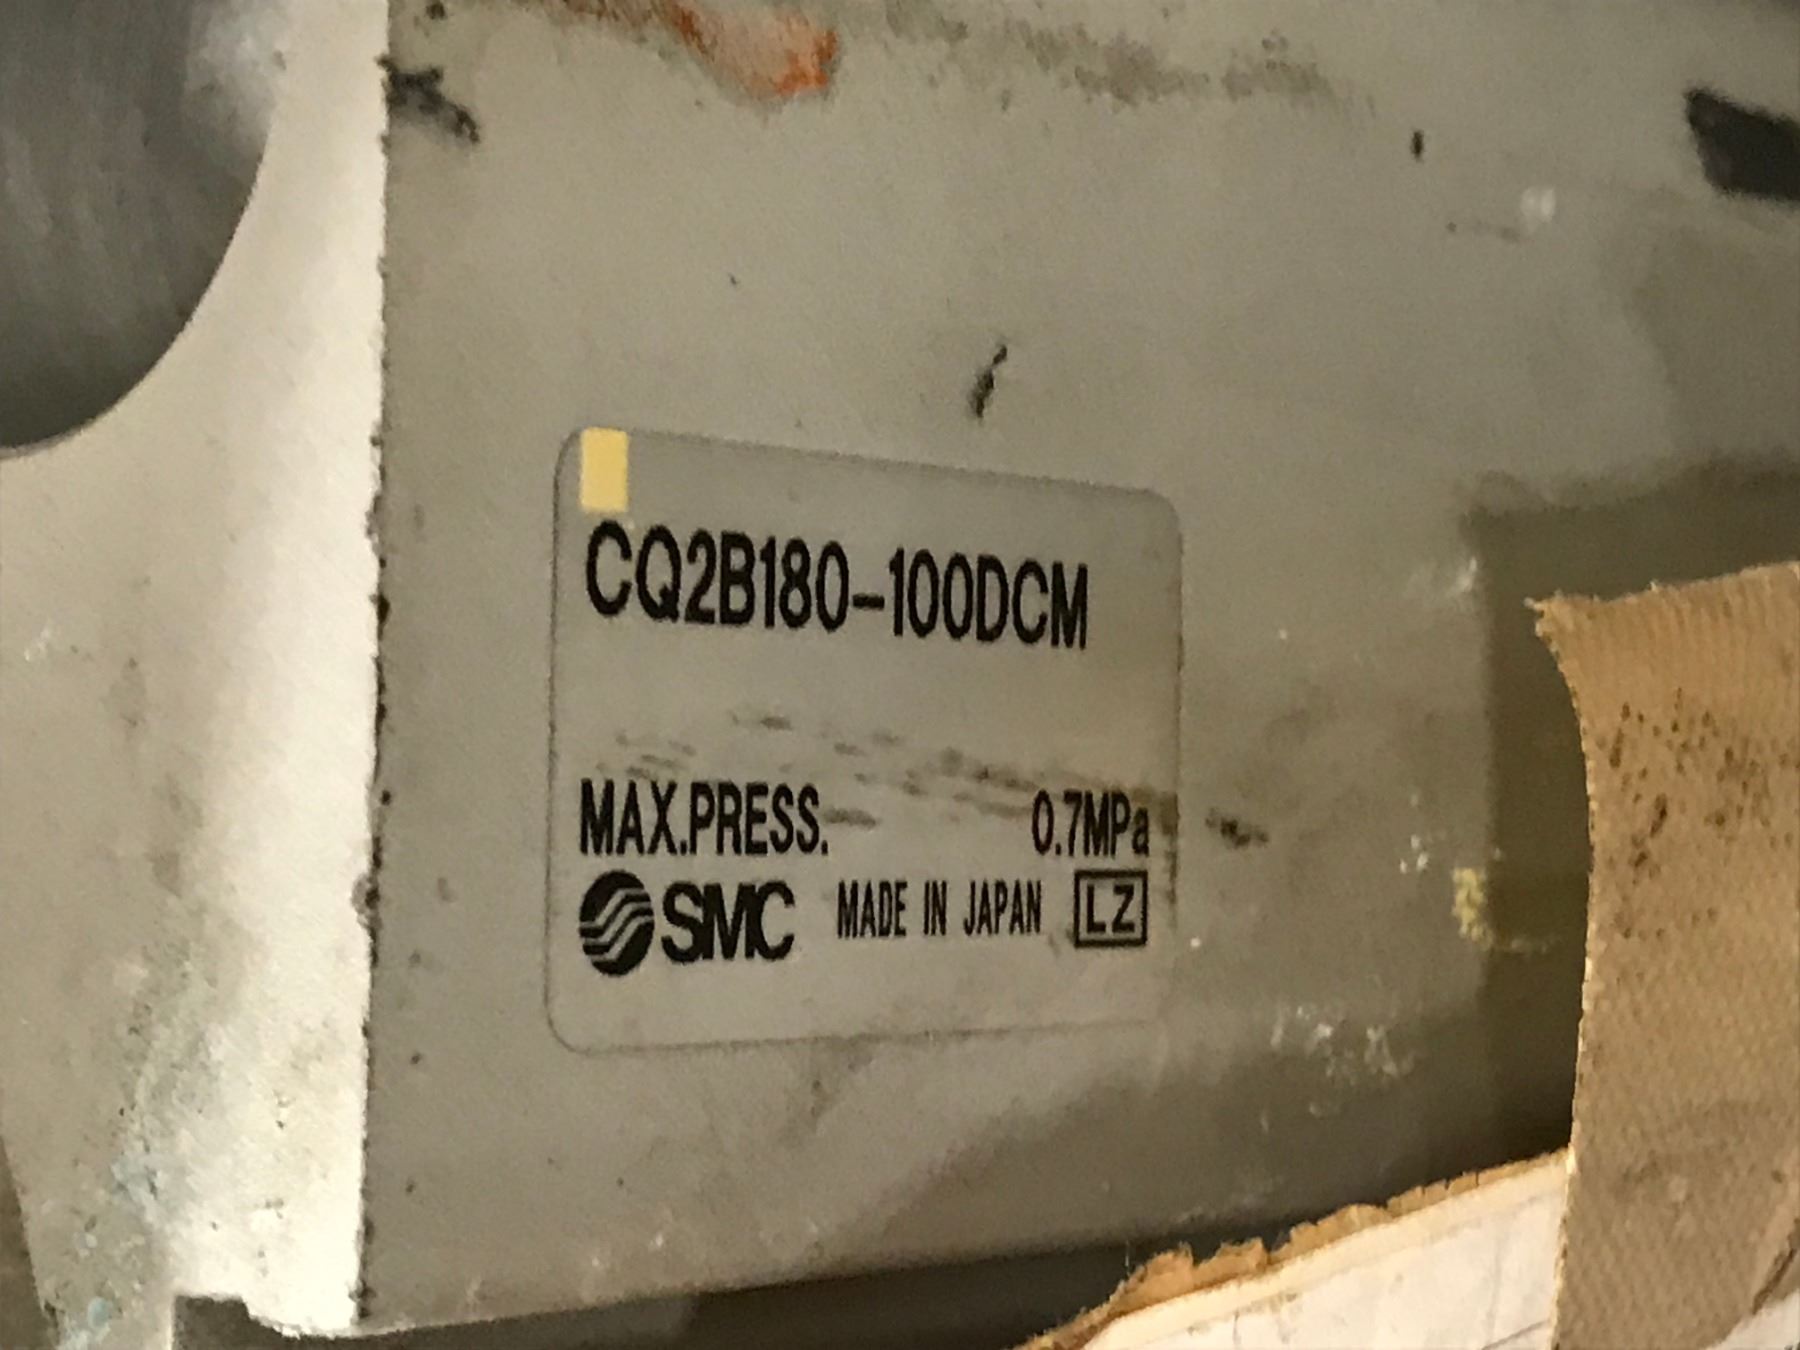 CQ2B180-100DCM
MAX.PRESS. 0.7MPa
SMC MADE IN JAPAN LZ